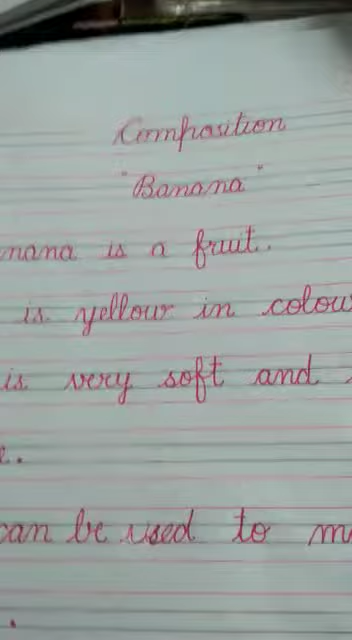 Composition
"Banana"
nana is a fruit.
is yellow in colou
is very soft and
e.
can be used to m
.